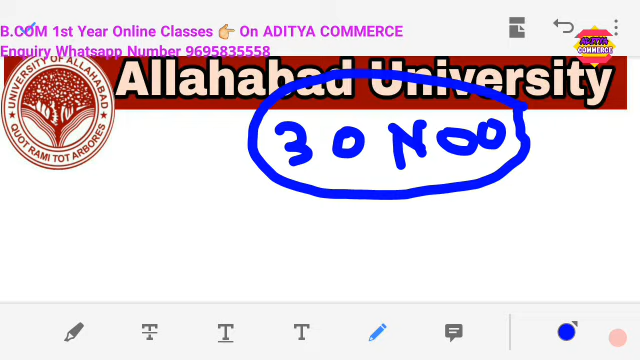 B.COM 1st Year Online Classes 👉 On ADITYA COMMERCE
Enquiry Whatsapp Number 9695835558
ADITYA
COMMERCE
Allahabad University
UNIVERSITY OF ALLAHABAD
QUOT RAMI TOT ARBORES
30 Noo
T
T
T